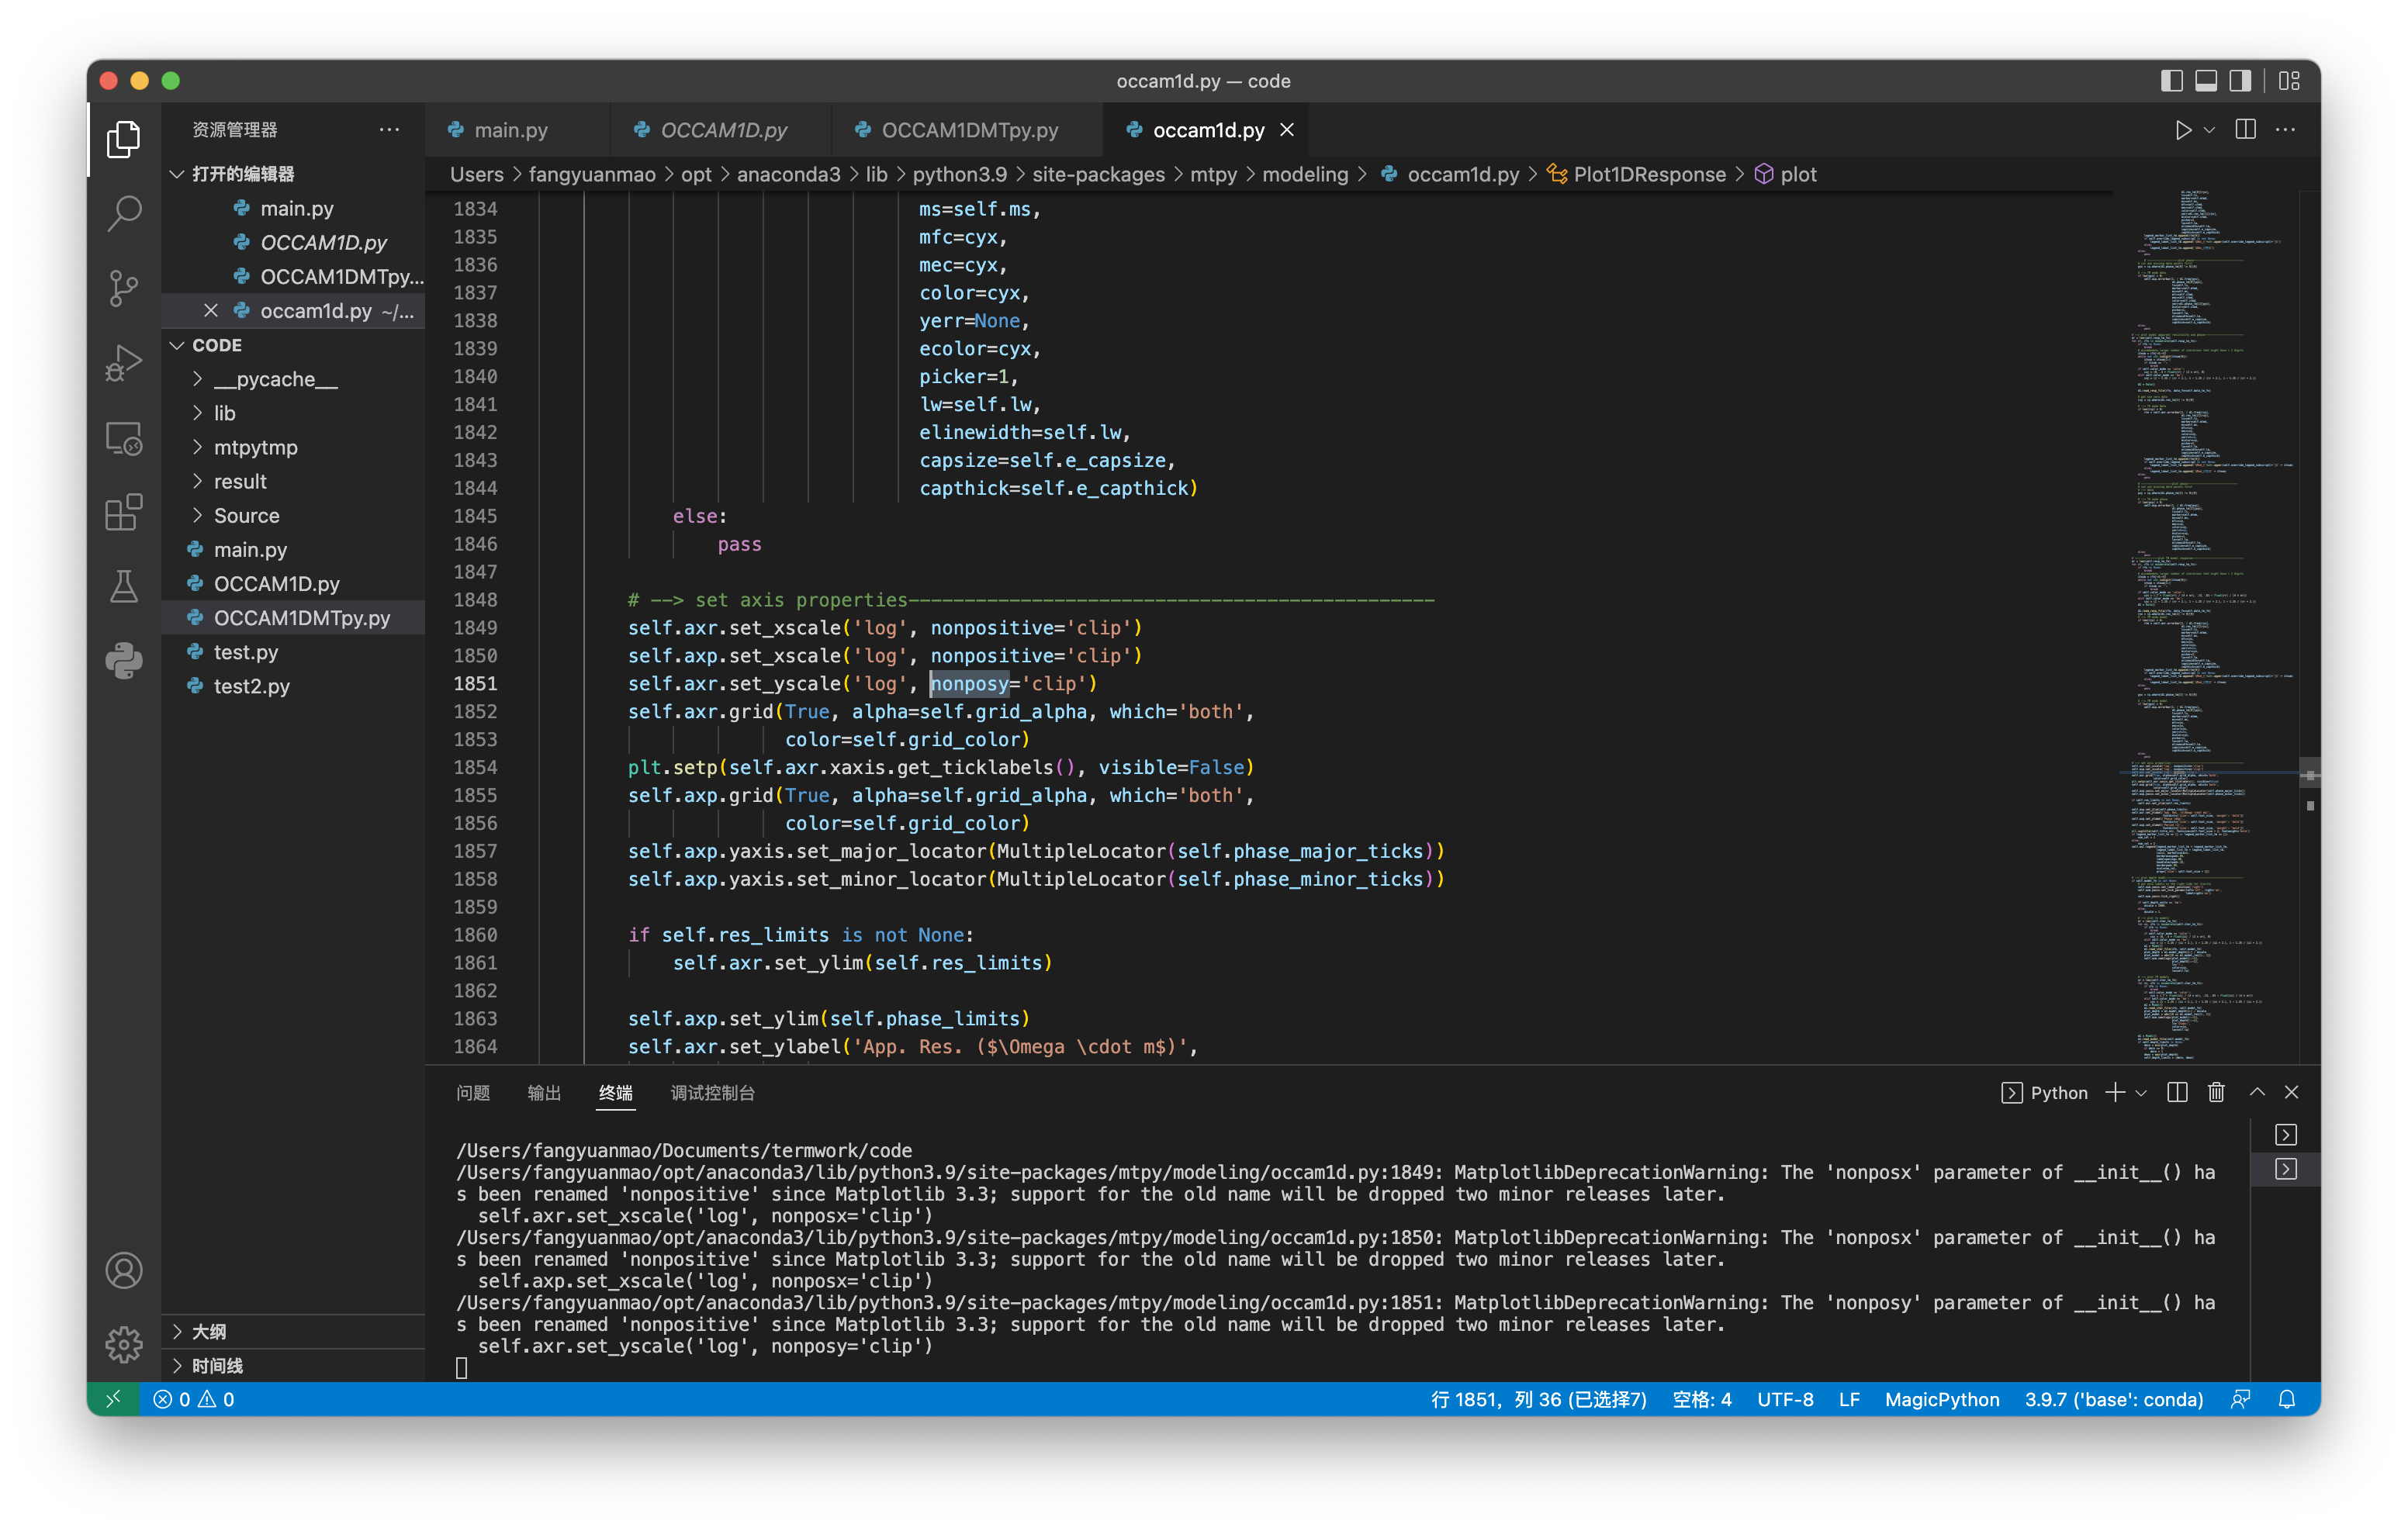 occam1d.py — code
资源管理器
main.py
OCCAM1D.py
OCCAM1DMTpy.py
occam1d.py
Users > fangyuanmao > opt > anaconda3 > lib > python3.9 > site-packages > mtpy > modeling > occam1d.py > Plot1DResponse > plot
打开的编辑器
main.py
OCCAM1D.py
OCCAM1DMTpy...
occam1d.py ~/...
CODE
__pycache__
lib
mtpytmp
result
Source
main.py
OCCAM1D.py
OCCAM1DMTpy.py
test.py
test2.py
大纲
时间线
1834 ms=self.ms,
1835 mfc=cyx,
1836 mec=cyx,
1837 color=cyx,
1838 yerr=None,
1839 ecolor=cyx,
1840 picker=1,
1841 lw=self.lw,
1842 elinewidth=self.lw,
1843 capsize=self.e_capsize,
1844 capthick=self.e_capthick)
1845 else:
1846 pass
1847
1848 # --> set axis properties-----------------------------------------------
1849 self.axr.set_xscale('log', nonpositive='clip')
1850 self.axp.set_xscale('log', nonpositive='clip')
1851 self.axr.set_yscale('log', nonposy='clip')
1852 self.axr.grid(True, alpha=self.grid_alpha, which='both',
1853 color=self.grid_color)
1854 plt.setp(self.axr.xaxis.get_ticklabels(), visible=False)
1855 self.axp.grid(True, alpha=self.grid_alpha, which='both',
1856 color=self.grid_color)
1857 self.axp.yaxis.set_major_locator(MultipleLocator(self.phase_major_ticks))
1858 self.axp.yaxis.set_minor_locator(MultipleLocator(self.phase_minor_ticks))
1859
1860 if self.res_limits is not None:
1861 self.axr.set_ylim(self.res_limits)
1862
1863 self.axp.set_ylim(self.phase_limits)
1864 self.axr.set_ylabel('App. Res. ($\Omega \cdot m$)',
问题 输出 终端 调试控制台
Python
/Users/fangyuanmao/Documents/termwork/code
/Users/fangyuanmao/opt/anaconda3/lib/python3.9/site-packages/mtpy/modeling/occam1d.py:1849: MatplotlibDeprecationWarning: The 'nonposx' parameter of __init__() ha
s been renamed 'nonpositive' since Matplotlib 3.3; support for the old name will be dropped two minor releases later.
self.axr.set_xscale('log', nonposx='clip')
/Users/fangyuanmao/opt/anaconda3/lib/python3.9/site-packages/mtpy/modeling/occam1d.py:1850: MatplotlibDeprecationWarning: The 'nonposx' parameter of __init__() ha
s been renamed 'nonpositive' since Matplotlib 3.3; support for the old name will be dropped two minor releases later.
self.axp.set_xscale('log', nonposx='clip')
/Users/fangyuanmao/opt/anaconda3/lib/python3.9/site-packages/mtpy/modeling/occam1d.py:1851: MatplotlibDeprecationWarning: The 'nonposy' parameter of __init__() ha
s been renamed 'nonpositive' since Matplotlib 3.3; support for the old name will be dropped two minor releases later.
self.axr.set_yscale('log', nonposy='clip')
0 0
行 1851，列 36 (已选择7) 空格: 4 UTF-8 LF MagicPython 3.9.7 ('base': conda)